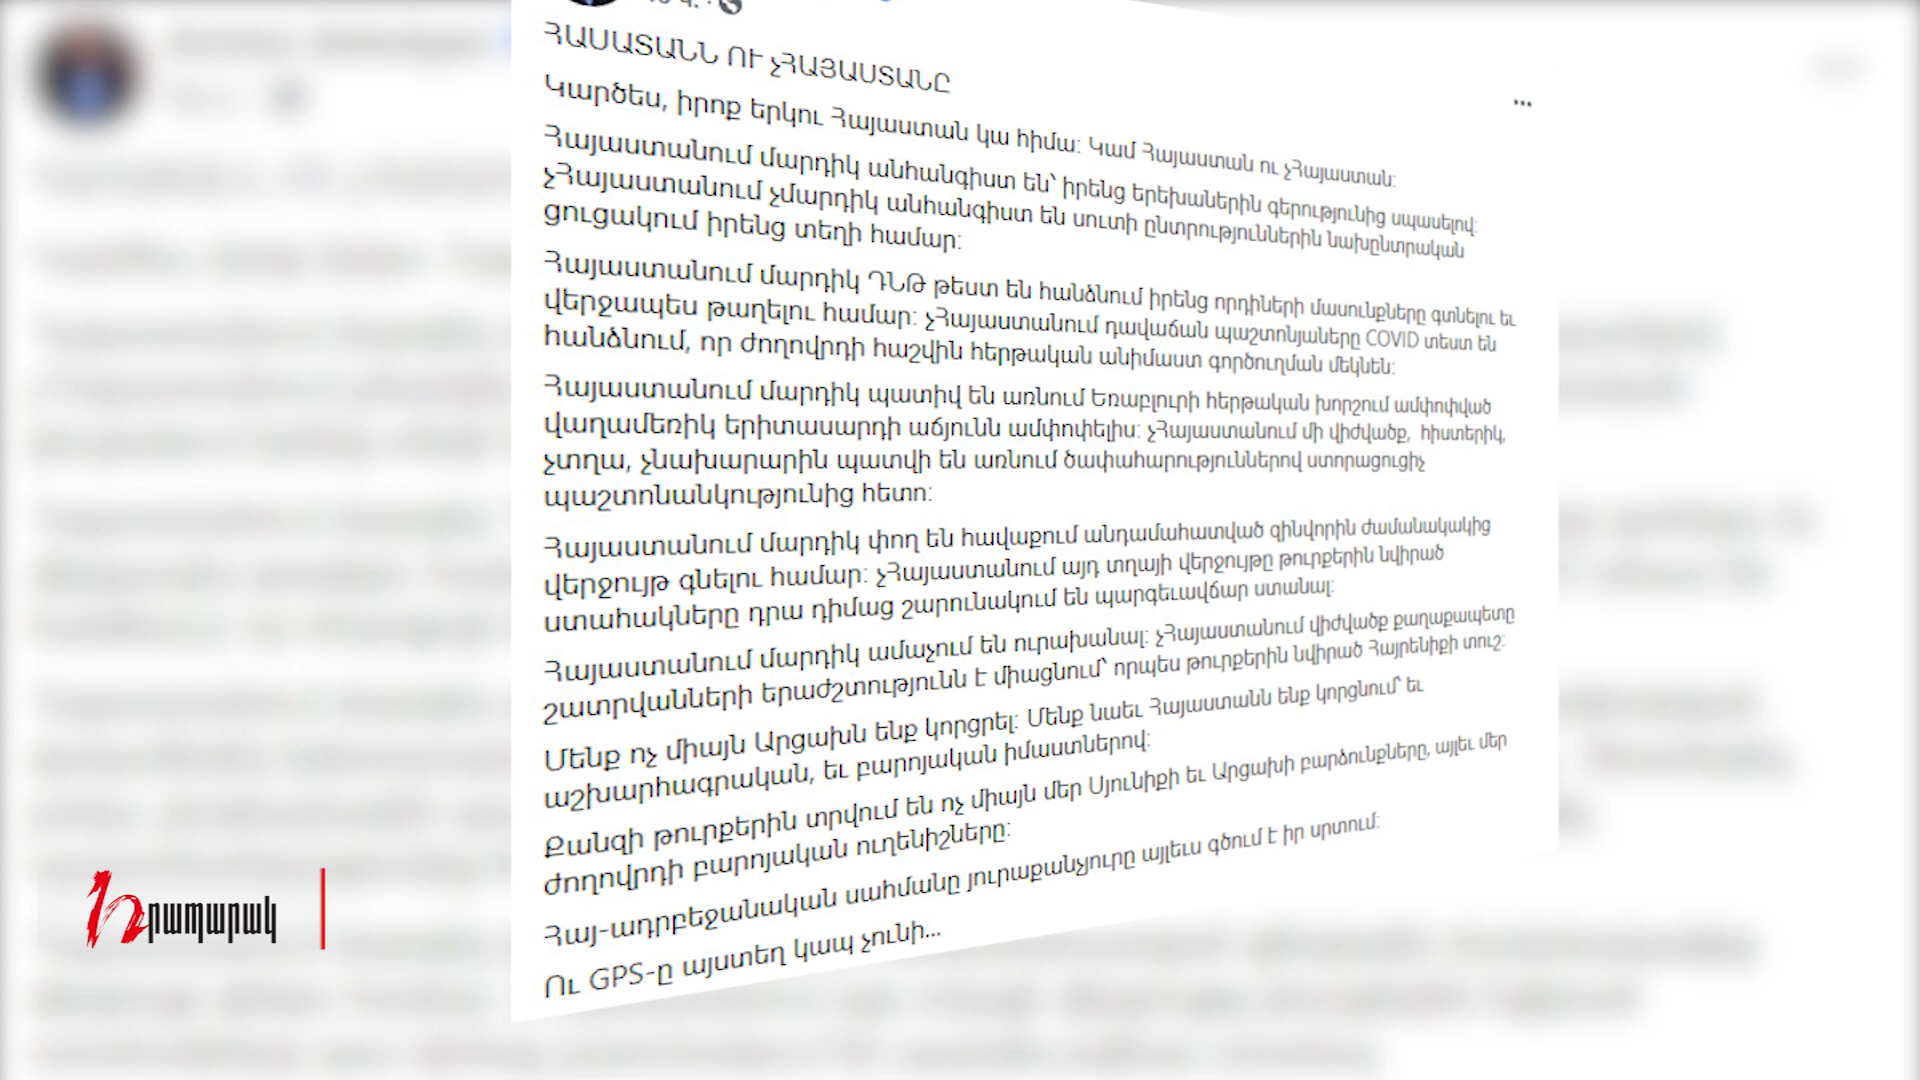 ՀԱՍԱՏԱՆՆ ՈՒ չՀԱՅԱՍՏԱՆԸ
Կարծես, իրոք երկու Հայաստան կա հիմա: Կամ Հայաստան ու չՀայաստան:
Հայաստանում մարդիկ անհանգիստ են՝ իրենց երեխաներին գերությունից սպասելով:
չՀայաստանում չմարդիկ անհանգիստ են սուտի ընտրություններին նախընտրական
ցուցակում իրենց տեղի համար:
Հայաստանում մարդիկ ԴՆԹ թեստ են հանձնում իրենց որդիների մասունքները գտնելու եւ
վերջապես թաղելու համար: չՀայաստանում դավաճան պաշտոնյաները COVID տեստ են
հանձնում, որ ժողովրդի հաշվին հերթական անիմաստ գործուղման մեկնեն:
Հայաստանում մարդիկ պատիվ են առնում Եռաբլուրի հերթական խորշում ամփոփված
վաղամեռիկ երիտասարդի աճյունն ամփոփելիս: չՀայաստանում մի վիժվածք, հիստերիկ,
չտղա, չնախարարին պատվի են առնում ծափահարություններով ստորացուցիչ
պաշտոնանկությունից հետո:
Հայաստանում մարդիկ փող են հավաքում անդամահատված զինվորին ժամանակակից
վերջույթ գնելու համար: չՀայաստանում այդ տղայի վերջույթը թուրքերին նվիրած
ստահակները դրա դիմաց շարունակում են պարգեւավճար ստանալ:
Հայաստանում մարդիկ ամաչում են ուրախանալ: չՀայաստանում վիժվածք քաղաքապետը
շատրվանների երաժշտությունն է միացնում՝ որպես թուրքերին նվիրած Հայրենիքի տուշ:
Մենք ոչ միայն Արցախն ենք կորցրել: Մենք նաեւ Հայաստանն ենք կորցնում՝ եւ
աշխարհագրական, եւ բարոյական իմաստներով:
Քանզի թուրքերին տրվում են ոչ միայն մեր Սյունիքի եւ Արցախի բարձունքները, այլեւ մեր
ժողովրդի բարոյական ուղենիշները:
Հայ-ադրբեջանական սահմանը յուրաքանչյուրը այլեւս գծում է իր սրտում:
Ու GPS-ը այստեղ կապ չունի...
Հրապարակ